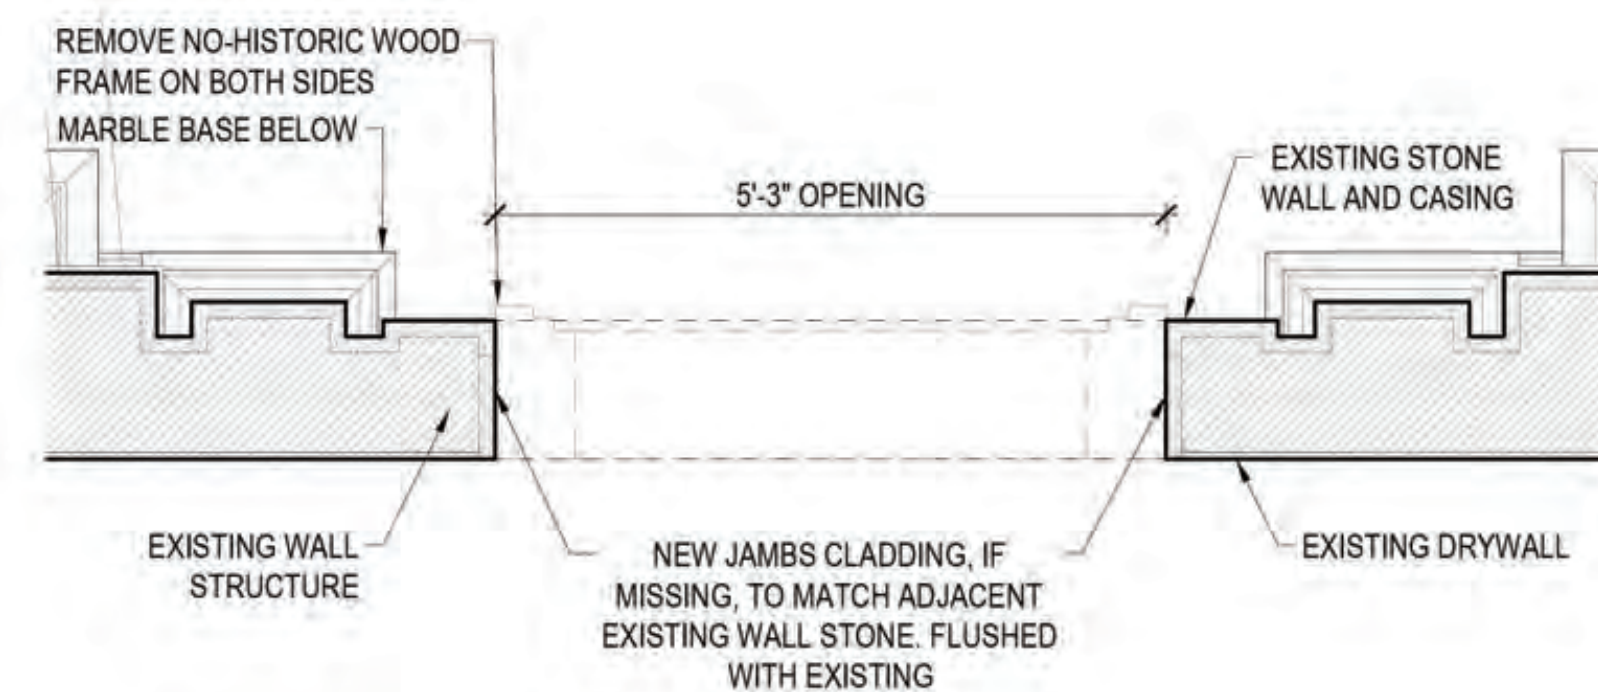 REMOVE NO-HISTORIC WOOD
FRAME ON BOTH SIDES
MARBLE BASE BELOW
5'-3" OPENING
EXISTING STONE
WALL AND CASING
EXISTING WALL
STRUCTURE
NEW JAMBS CLADDING, IF
MISSING, TO MATCH ADJACENT
EXISTING WALL STONE. FLUSHED
WITH EXISTING
EXISTING DRYWALL